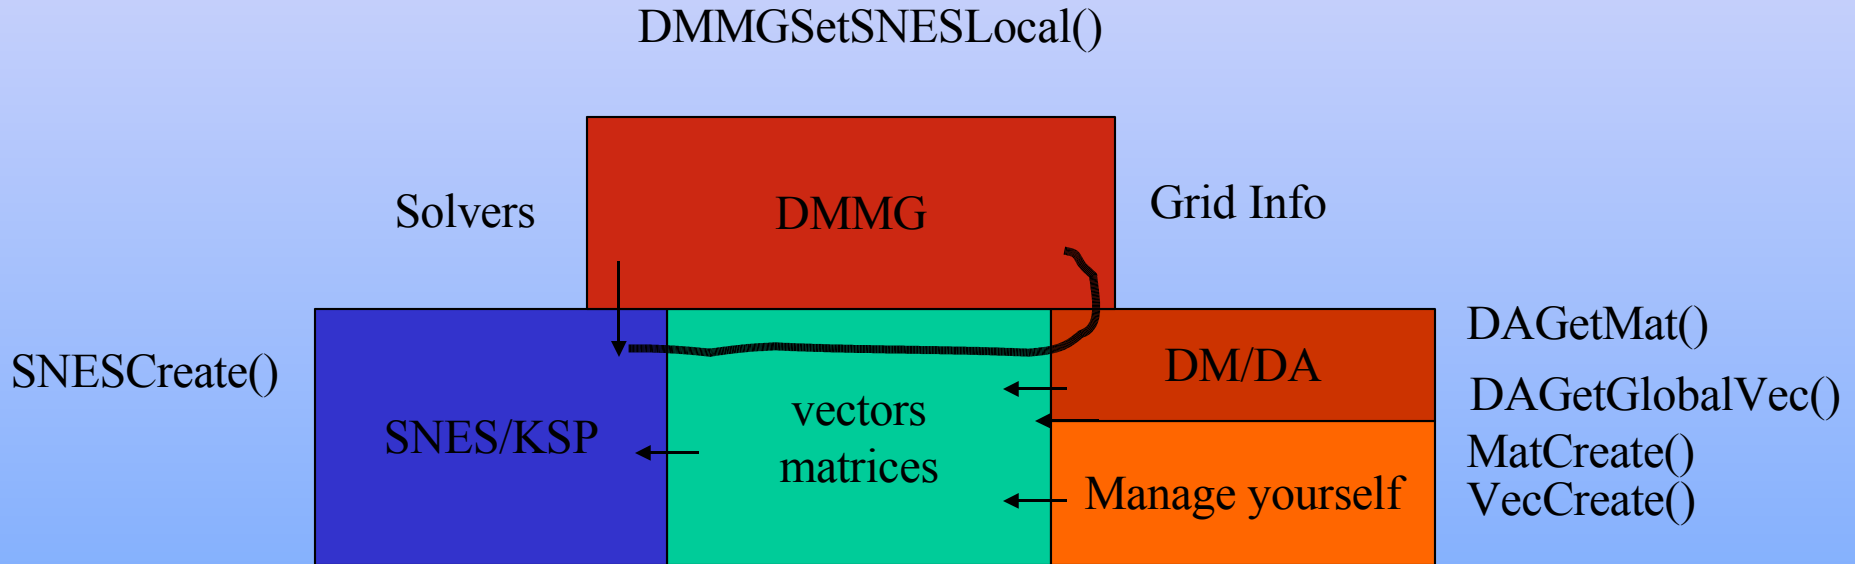 DMMGSetSNESLocal()
Solvers
DMMG
Grid Info
SNESCreate()
SNES/KSP
vectors
matrices
DM/DA
Manage yourself
DAGetMat()
DAGetGlobalVec()
MatCreate()
VecCreate()